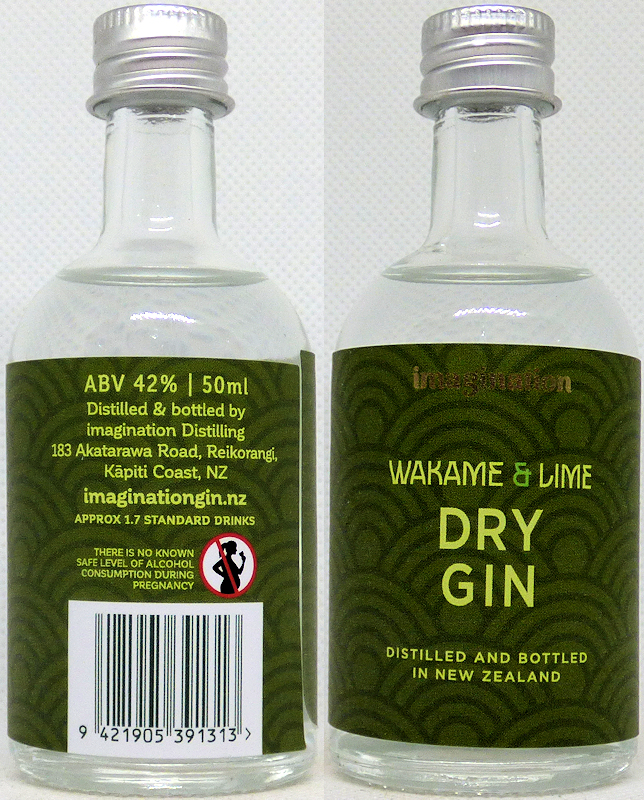 ABV 42% | 50ml
Distilled & bottled by
imagination Distilling
183 Akatarawa Road, Reikorangi,
Kāpiti Coast, NZ
imaginationgin.nz
APPROX 1.7 STANDARD DRINKS
THERE IS NO KNOWN
SAFE LEVEL OF ALCOHOL
CONSUMPTION DURING
PREGNANCY
9 421905 391313 >
imagination
WAKAME & LIME
DRY
GIN
DISTILLED AND BOTTLED
IN NEW ZEALAND